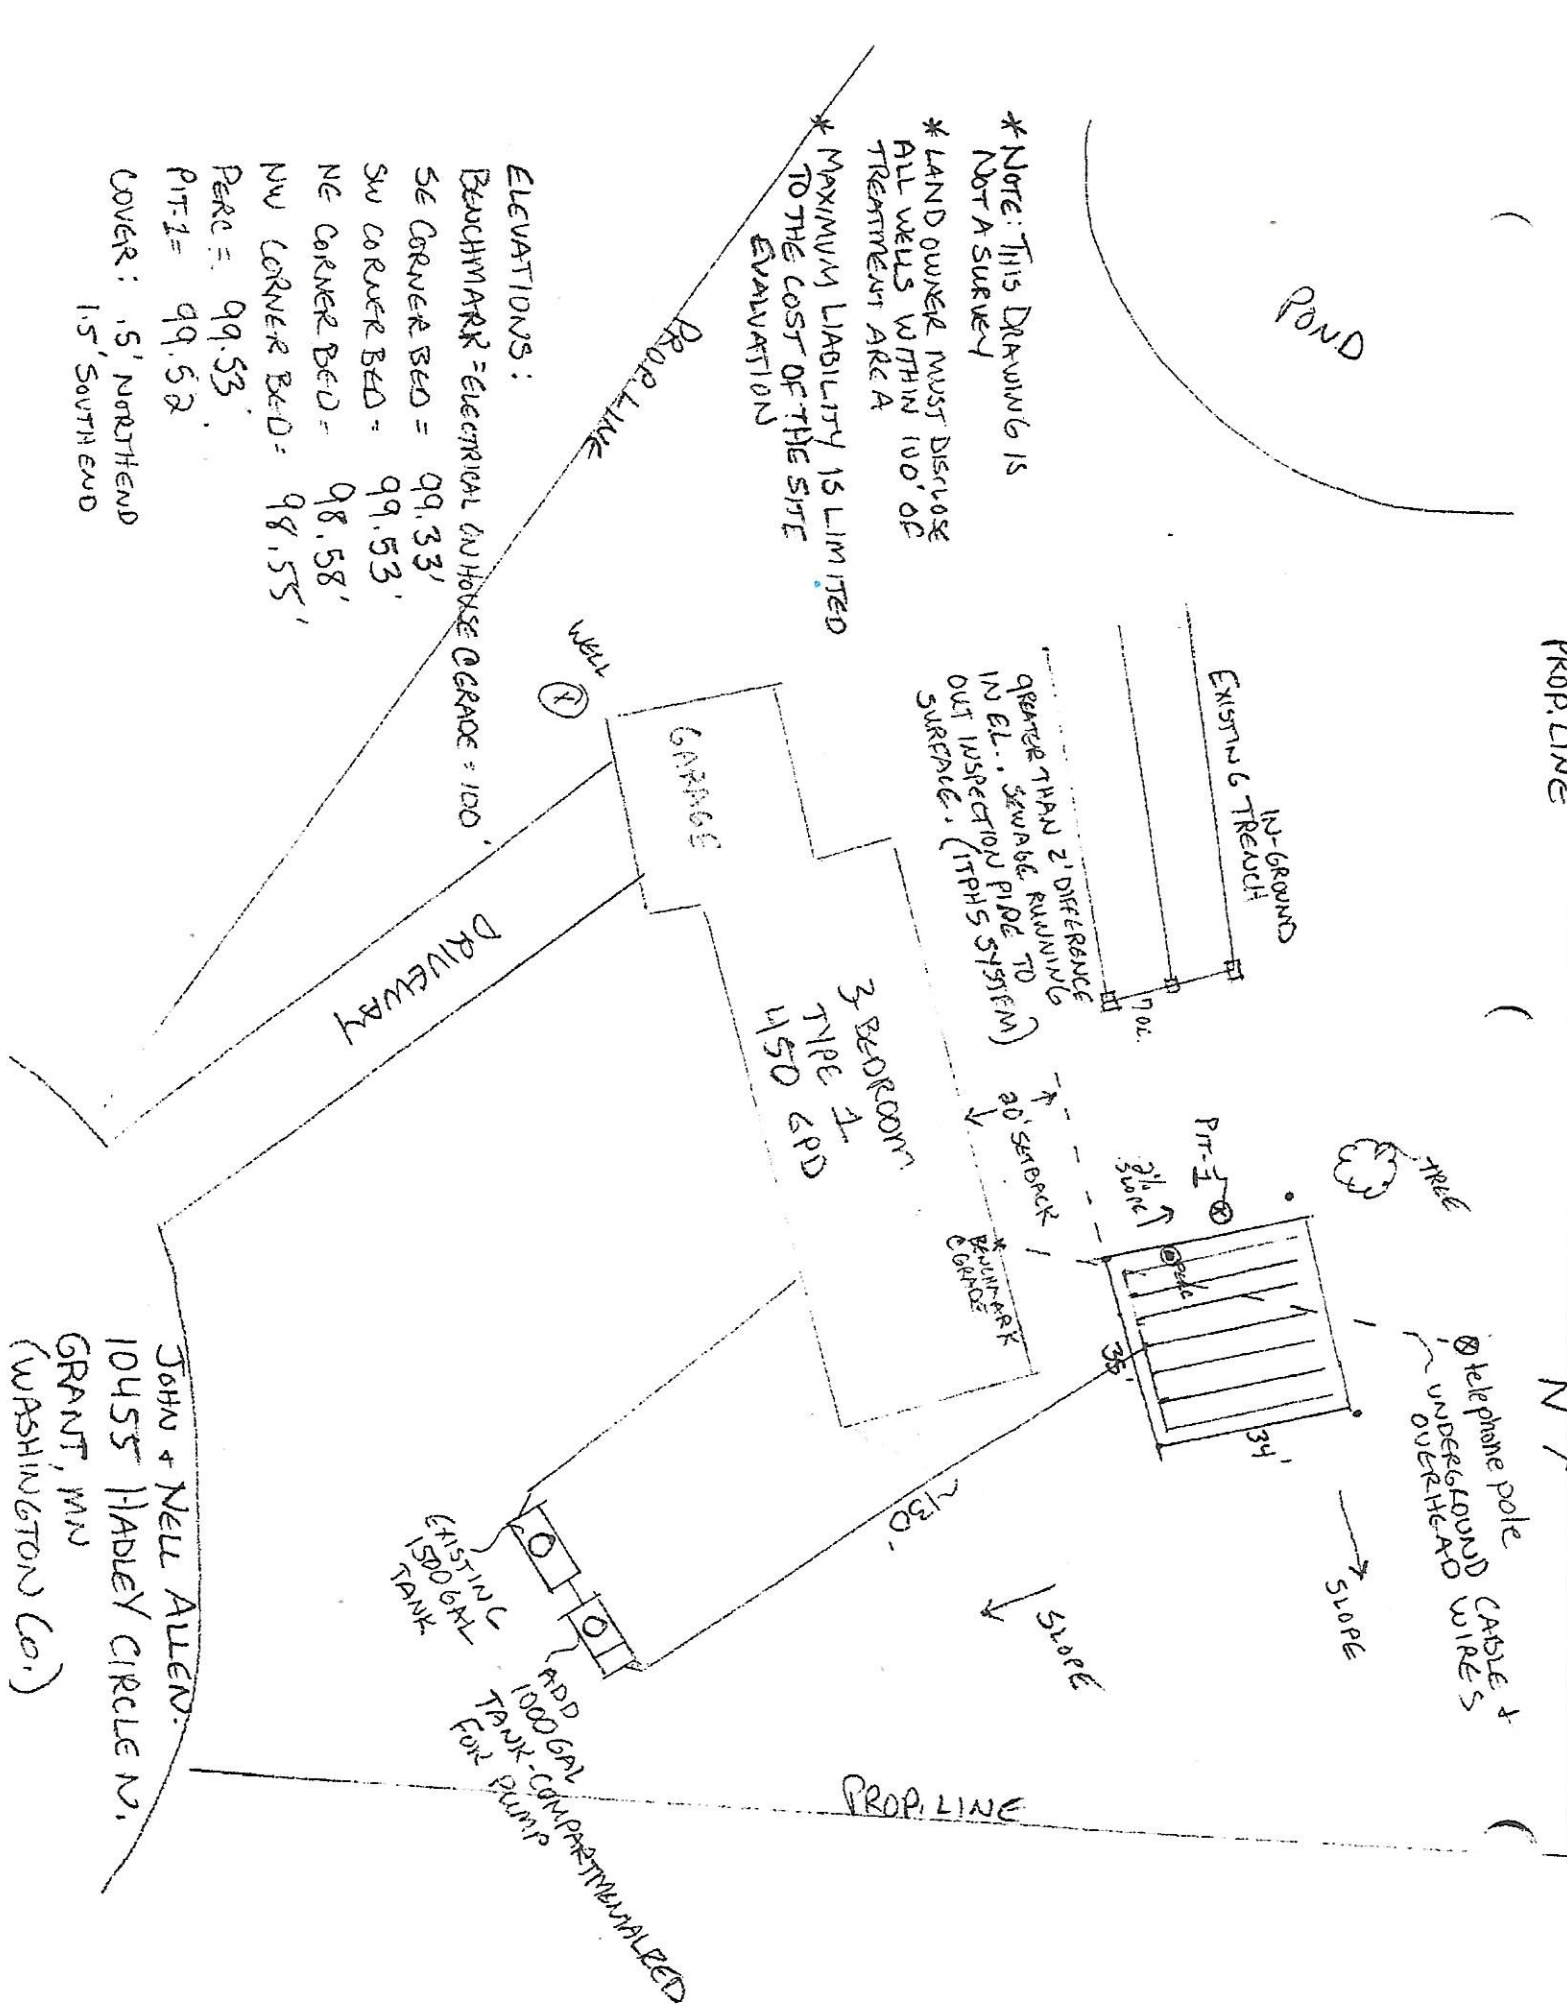 PROP. LINE
N
POND
* NOTE: THIS DRAWING IS
NOT A SURVEY
* LAND OWNER MUST DISCLOSE
ALL WELLS WITHIN 100' OF
TREATMENT AREA
* MAXIMUM LIABILITY IS LIMITED
TO THE COST OF THE SITE
EVALUATION
PROP. LINE
ELEVATIONS:
BENCHMARK = ELECTRICAL ON HOUSE @ GRADE = 100'
SE CORNER BED = 99.33'
SW CORNER BED = 99.53'
NE CORNER BED = 98.58'
NW CORNER BED = 98.55'
PERC = 99.53'
PIT-1 = 99.52'
COVER: .5' NORTH END
1.5' SOUTH END
IN-GROUND
EXISTING TRENCH
GREATER THAN 2' DIFFERENCE
IN EL., SEWAGE RUNNING
OUT INSPECTION PIPE TO
SURFACE. (ITPHS SYSTEM)
WELL
GARAGE
DRIVEWAY
3 BEDROOM
TYPE 1
450 GPD
20' SETBACK
* BENCHMARK
@ GRADE
TREE
PIT-1
2%
SLOPE
PERC
35'
34'
telephone pole
UNDERGROUND CABLE +
OVERHEAD WIRES
SLOPE
SLOPE
~130'
EXISTING
1500 GAL
TANK
ADD
1000 GAL
TANK-COMPARTMENTALIZED
FOR PUMP
PROP. LINE
JOHN + NELL ALLEN
10455 HADLEY CIRCLE N.
GRANT, MN
(WASHINGTON CO.)